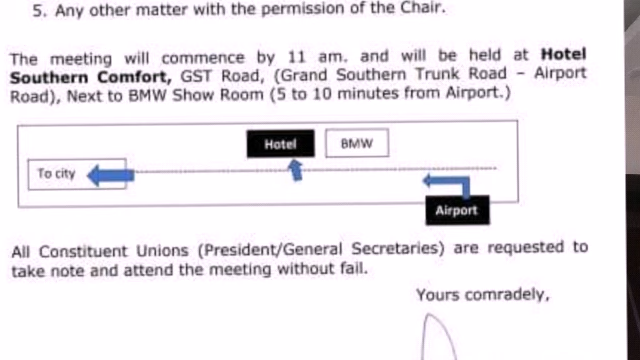 5. Any other matter with the permission of the Chair.
The meeting will commence by 11 am. and will be held at Hotel
Southern Comfort, GST Road, (Grand Southern Trunk Road – Airport
Road), Next to BMW Show Room (5 to 10 minutes from Airport.)
Hotel
BMW
To city
Airport
All Constituent Unions (President/General Secretaries) are requested to
take note and attend the meeting without fail.
Yours comradely,